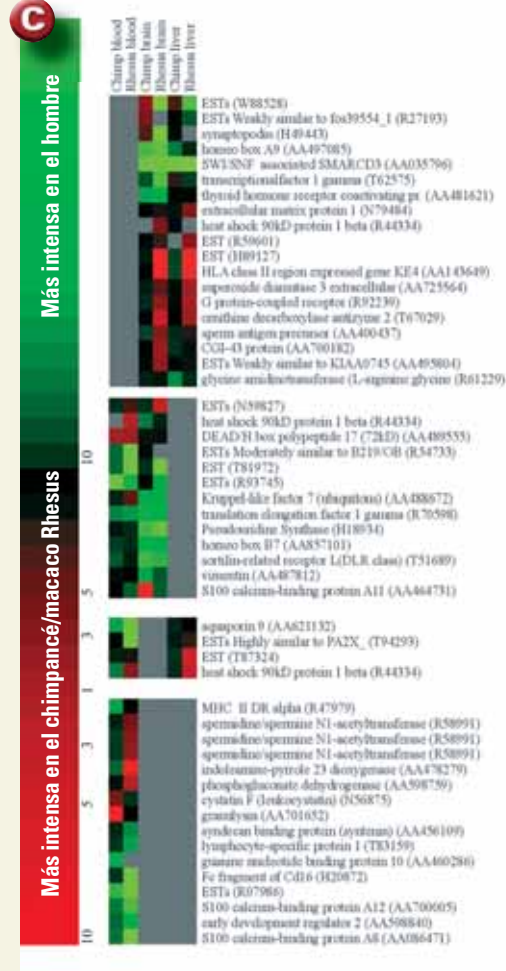 C
Más intensa en el hombre
Más intensa en el chimpancé/macaco Rhesus
10
5
3
1
3
5
10
Chimp blood
Rhesus blood
Chimp brain
Rhesus brain
Chimp liver
Rhesus liver
ESTs (W88528)
ESTs Weakly similar to fos39554_1 (R27193)
synaptopodin (H49443)
homeo box A9 (AA497085)
SWI/SNF associated SMARCD3 (AA035796)
transcriptionalfactor 1 gamma (T62575)
thyroid hormone receptor coactivating pr. (AA481621)
extracellular matrix protein 1 (N79484)
heat shock 90kD protein 1 beta (R44334)
EST (R59601)
EST (H89127)
HLA class II region expressed gene KE4 (AA143649)
superoxide dismutase 3 extracellular (AA725564)
G protein-coupled receptor (R92239)
ornithine decarboxylase antizyme 2 (T67029)
sperm antigen precursor (AA400437)
CGI-43 protein (AA700182)
ESTs Weakly similar to KIAA0745 (AA495804)
glycine amidinotransferase (L-arginine glycine (R61229)
ESTs (N59827)
heat shock 90kD protein 1 beta (R44334)
DEAD/H box polypeptide 17 (72kD) (AA489555)
ESTs Moderately similar to B219/OB (R54733)
EST (T81972)
ESTs (R93745)
Kruppel-like factor 7 (ubiquitous) (AA488672)
translation elongation factor 1 gamma (R70598)
Pseudouridine Synthase (H18934)
homeo box B7 (AA857101)
sortilin-related receptor L(DLR class) (T51689)
vimentin (AA487812)
S100 calcium-binding protein A11 (AA464731)
aquaporin 9 (AA621132)
ESTs Highly similar to PA2X_ (T94293)
EST (T87324)
heat shock 90kD protein 1 beta (R44334)
MHC II DR alpha (R47979)
spermidine/spermine N1-acetyltransferase (R58991)
spermidine/spermine N1-acetyltransferase (R58991)
spermidine/spermine N1-acetyltransferase (R58991)
indoleamine-pyrrole 23 dioxygenase (AA478279)
phosphogluconate dehydrogenase (AA598759)
cystatin F (leukocystatin) (N56875)
granulysin (AA701652)
syndecan binding protein (syntenin) (AA456109)
lymphocyte-specific protein 1 (T83159)
guanine nucleotide binding protein 10 (AA460286)
Fc fragment of Cd16 (H20872)
ESTs (R07986)
S100 calcium-binding protein A12 (AA700005)
early development regulator 2 (AA598840)
S100 calcium-binding protein A8 (AA086471)